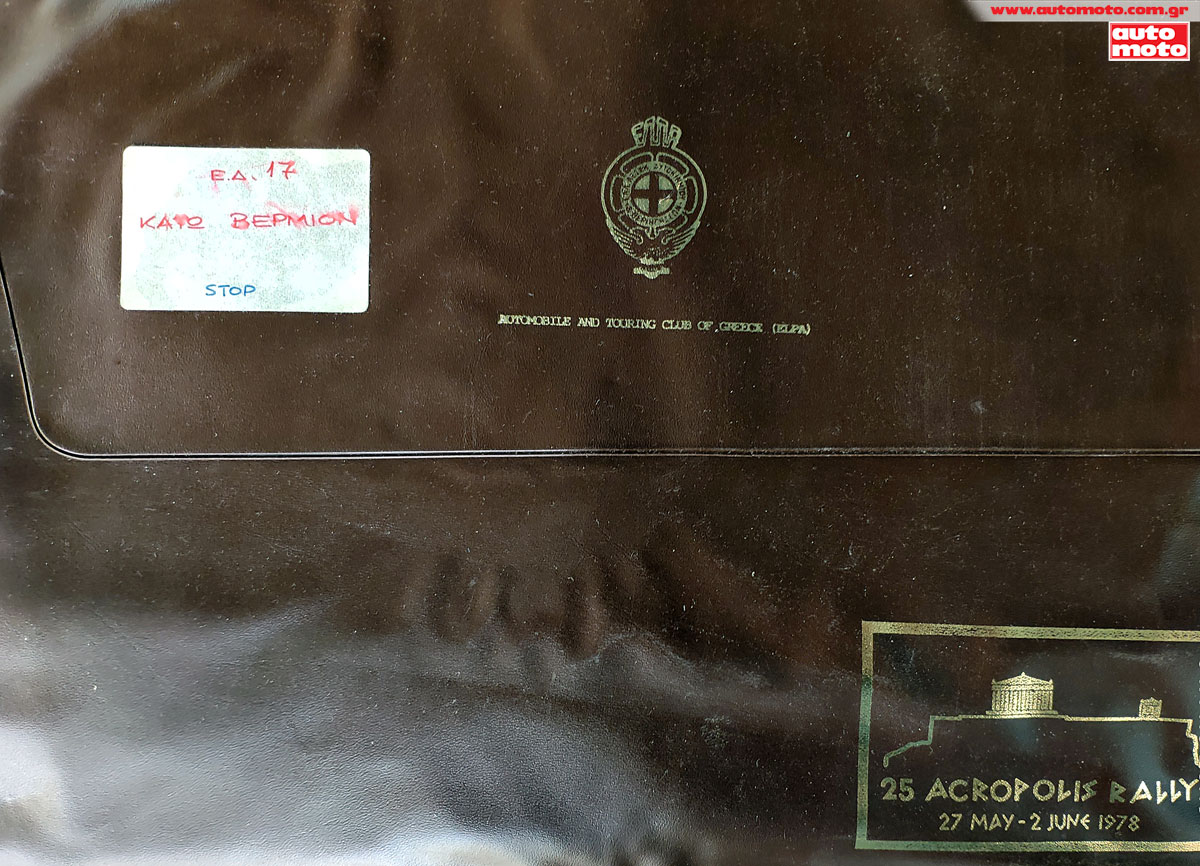 www.automoto.com.gr
auto
moto
Ε.Δ. 17
ΚΑΤΩ ΒΕΡΜΙΟΝ
STOP
ΕΛΠΑ
AUTOMOBILE AND TOURING CLUB OF GREECE (ELPA)
25 ACROPOLIS RALLY
27 MAY - 2 JUNE 1978